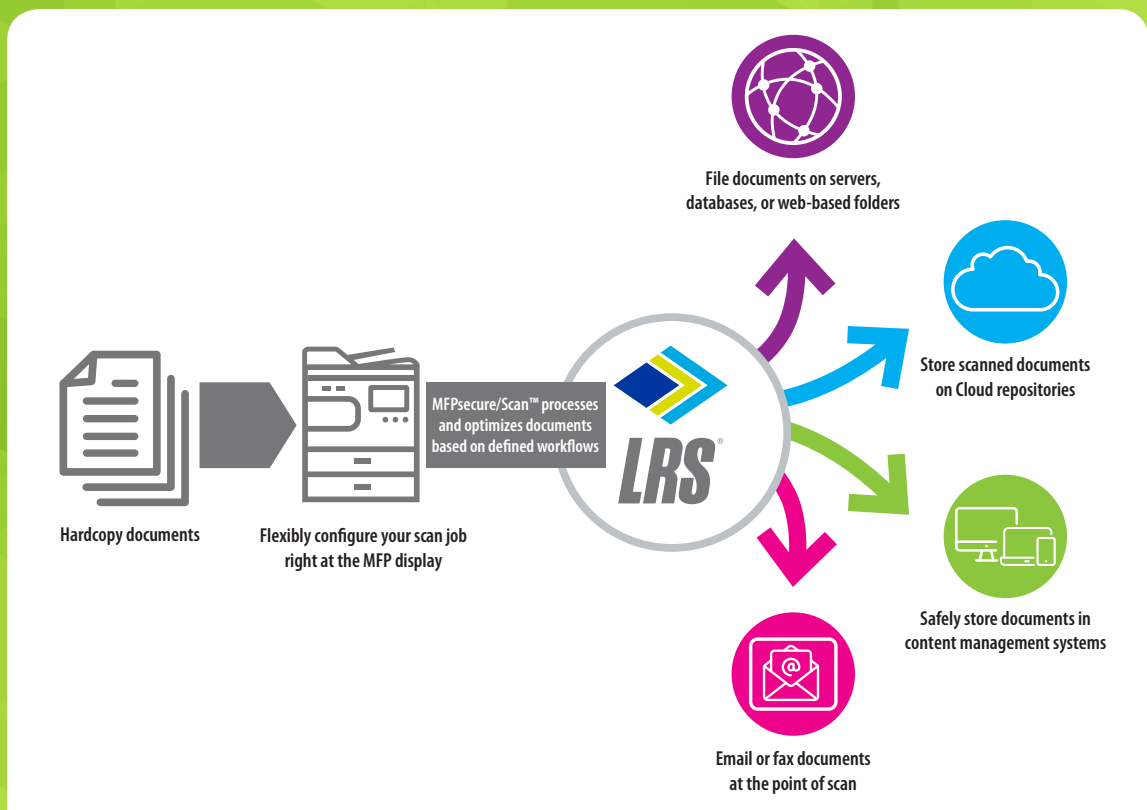 File documents on servers,
databases, or web-based folders
Store scanned documents
on Cloud repositories
MFPsecure/Scan™ processes
and optimizes documents
based on defined workflows
LRS®
Hardcopy documents
Flexibly configure your scan job
right at the MFP display
@
Safely store documents in
content management systems
Email or fax documents
at the point of scan